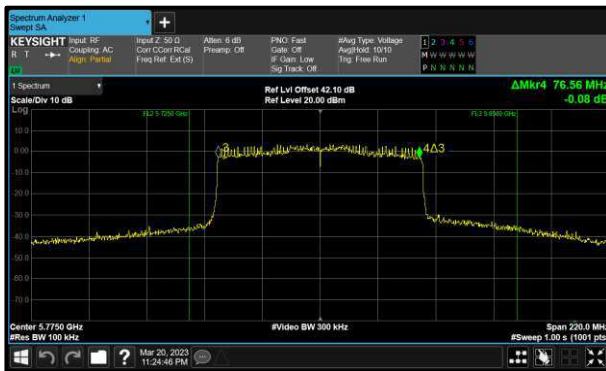 Spectrum Analyzer 1
Swept SA
+
KEYSIGHT
R T
Input: RF
Coupling: AC
Align: Partial
Input Z: 50 Ω
Corr CCorr RCal
Freq Ref: Ext (S)
Atten: 6 dB
Preamp: Off
PNO: Fast
Gate: Off
IF Gain: Low
Sig Track: Off
#Avg Type: Voltage
Avg|Hold: 10/10
Trig: Free Run
1 2 3 4 5 6
M W W W W W
P N N N N N
1 Spectrum
Scale/Div 10 dB
Ref Lvl Offset 42.10 dB
Ref Level 20.00 dBm
ΔMkr4 76.56 MHz
-0.08 dB
Log
FL2 5.7250 GHz
10.0
0.00
3
4Δ3
-10.0
-20.0
-30.0
-40.0
-50.0
-60.0
-70.0
Center 5.7750 GHz
#Res BW 100 kHz
#Video BW 300 kHz
Span 220.0 MHz
#Sweep 1.00 s (1001 pts)
?
Mar 20, 2023
11:24:46 PM